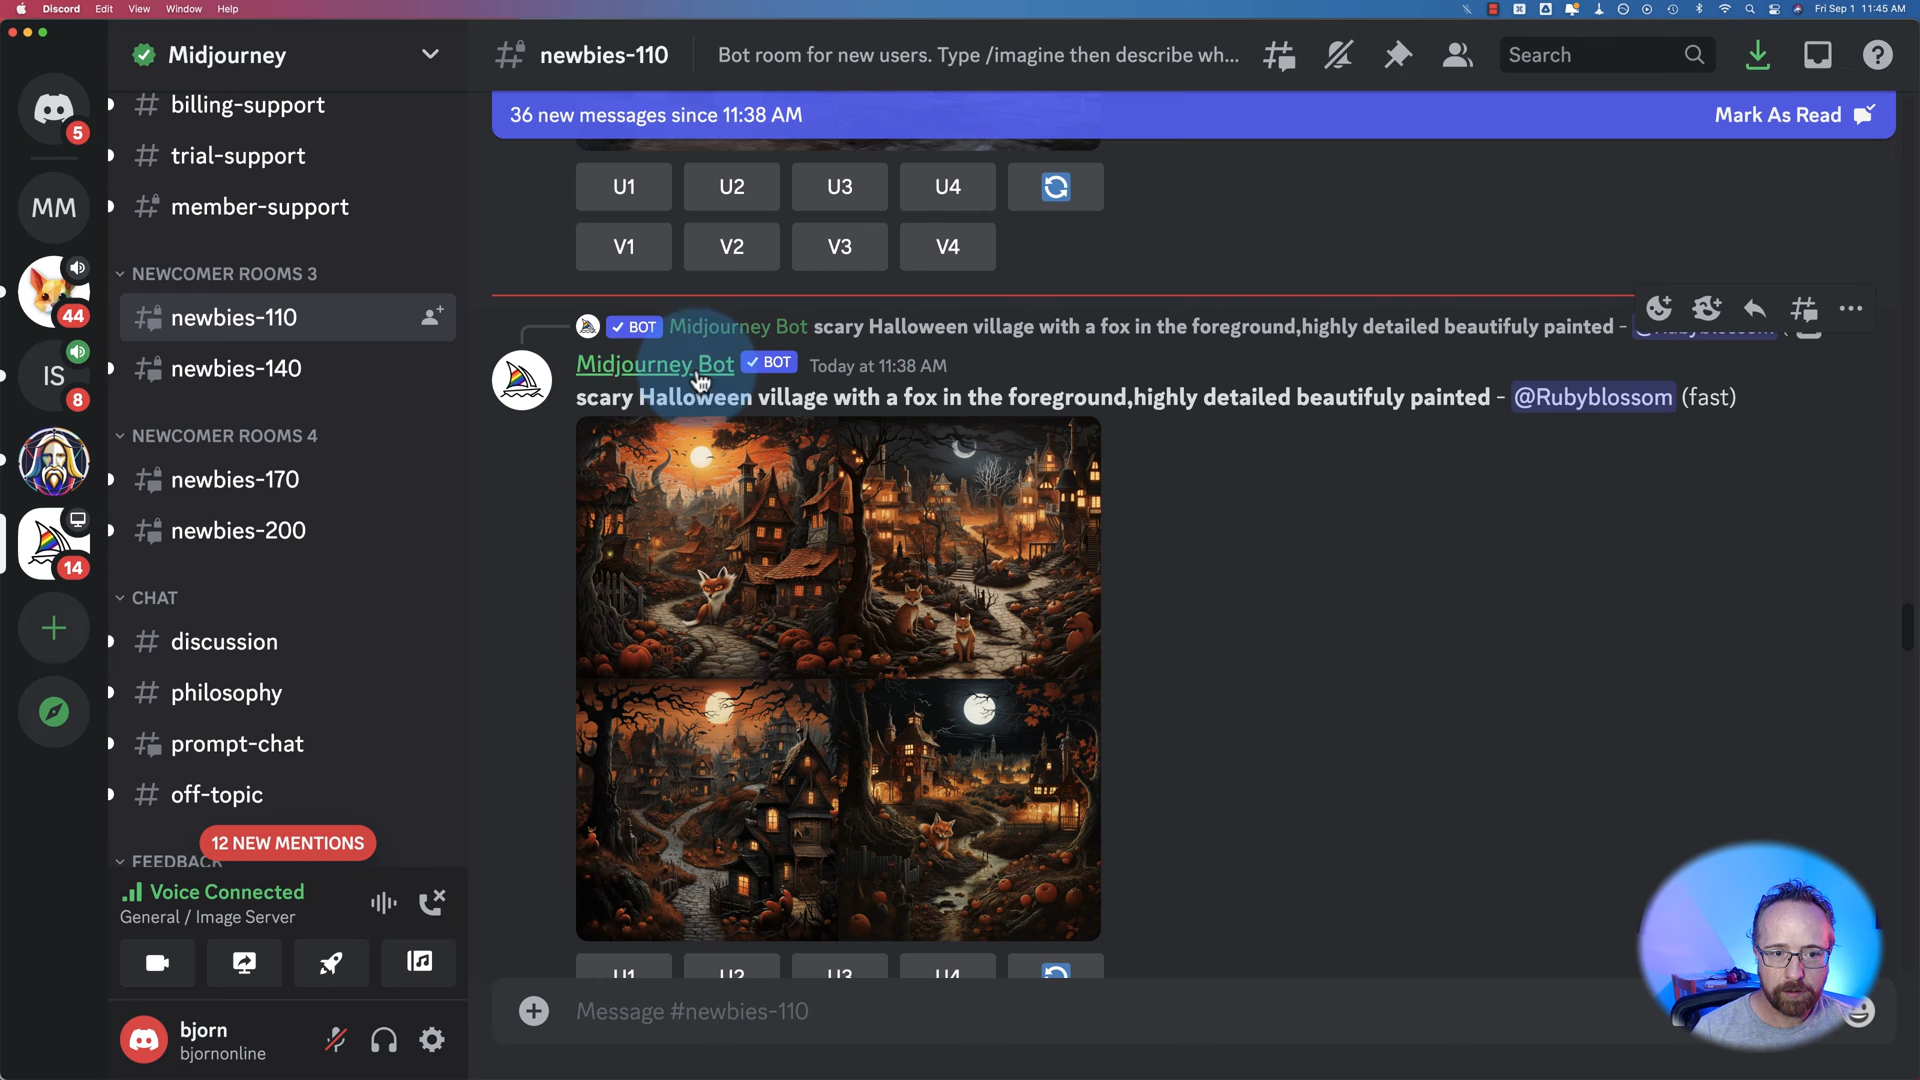 Discord Edit View Window Help
Fri Sep 1 11:45 AM
Midjourney
newbies-110
Bot room for new users. Type /imagine then describe wh...
Search
5
MM
44
IS
8
14
billing-support
trial-support
member-support
NEWCOMER ROOMS 3
newbies-110
newbies-140
NEWCOMER ROOMS 4
newbies-170
newbies-200
CHAT
discussion
philosophy
prompt-chat
off-topic
12 NEW MENTIONS
FEEDBACK
Voice Connected
General / Image Server
bjorn
bjornonline
36 new messages since 11:38 AM
Mark As Read
U1 U2 U3 U4
V1 V2 V3 V4
BOT Midjourney Bot scary Halloween village with a fox in the foreground,highly detailed beautifuly painted - @Rubyblossom (
Midjourney Bot BOT Today at 11:38 AM
scary Halloween village with a fox in the foreground,highly detailed beautifuly painted - @Rubyblossom (fast)
U1 U2 U3 U4
Message #newbies-110